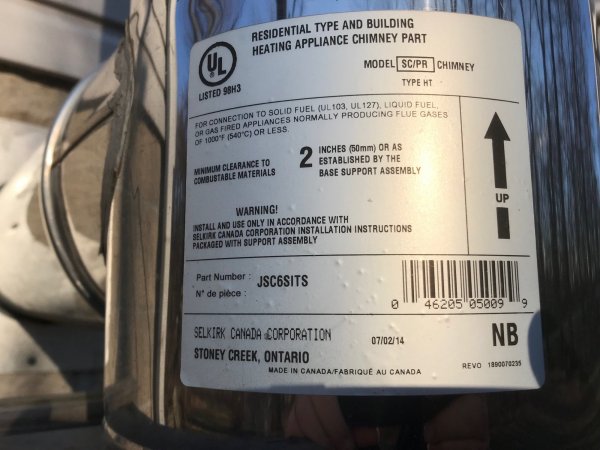 RESIDENTIAL TYPE AND BUILDING
HEATING APPLIANCE CHIMNEY PART
UL
LISTED 98H3
MODEL SC/PR CHIMNEY
TYPE HT
FOR CONNECTION TO SOLID FUEL (UL103, UL127), LIQUID FUEL,
OR GAS FIRED APPLIANCES NORMALLY PRODUCING FLUE GASES
OF 1000°F (540°C) OR LESS.
MINIMUM CLEARANCE TO
COMBUSTABLE MATERIALS
2 INCHES (50mm) OR AS
ESTABLISHED BY THE
BASE SUPPORT ASSEMBLY
UP
WARNING!
INSTALL AND USE ONLY IN ACCORDANCE WITH
SELKIRK CANADA CORPORATION INSTALLATION INSTRUCTIONS
PACKAGED WITH SUPPORT ASSEMBLY
Part Number : JSC6SITS
N° de pièce :
0 46205 05009 9
SELKIRK CANADA CORPORATION
07/02/14
NB
STONEY CREEK, ONTARIO
MADE IN CANADA/FABRIQUÉ AU CANADA
REVO 1890070235